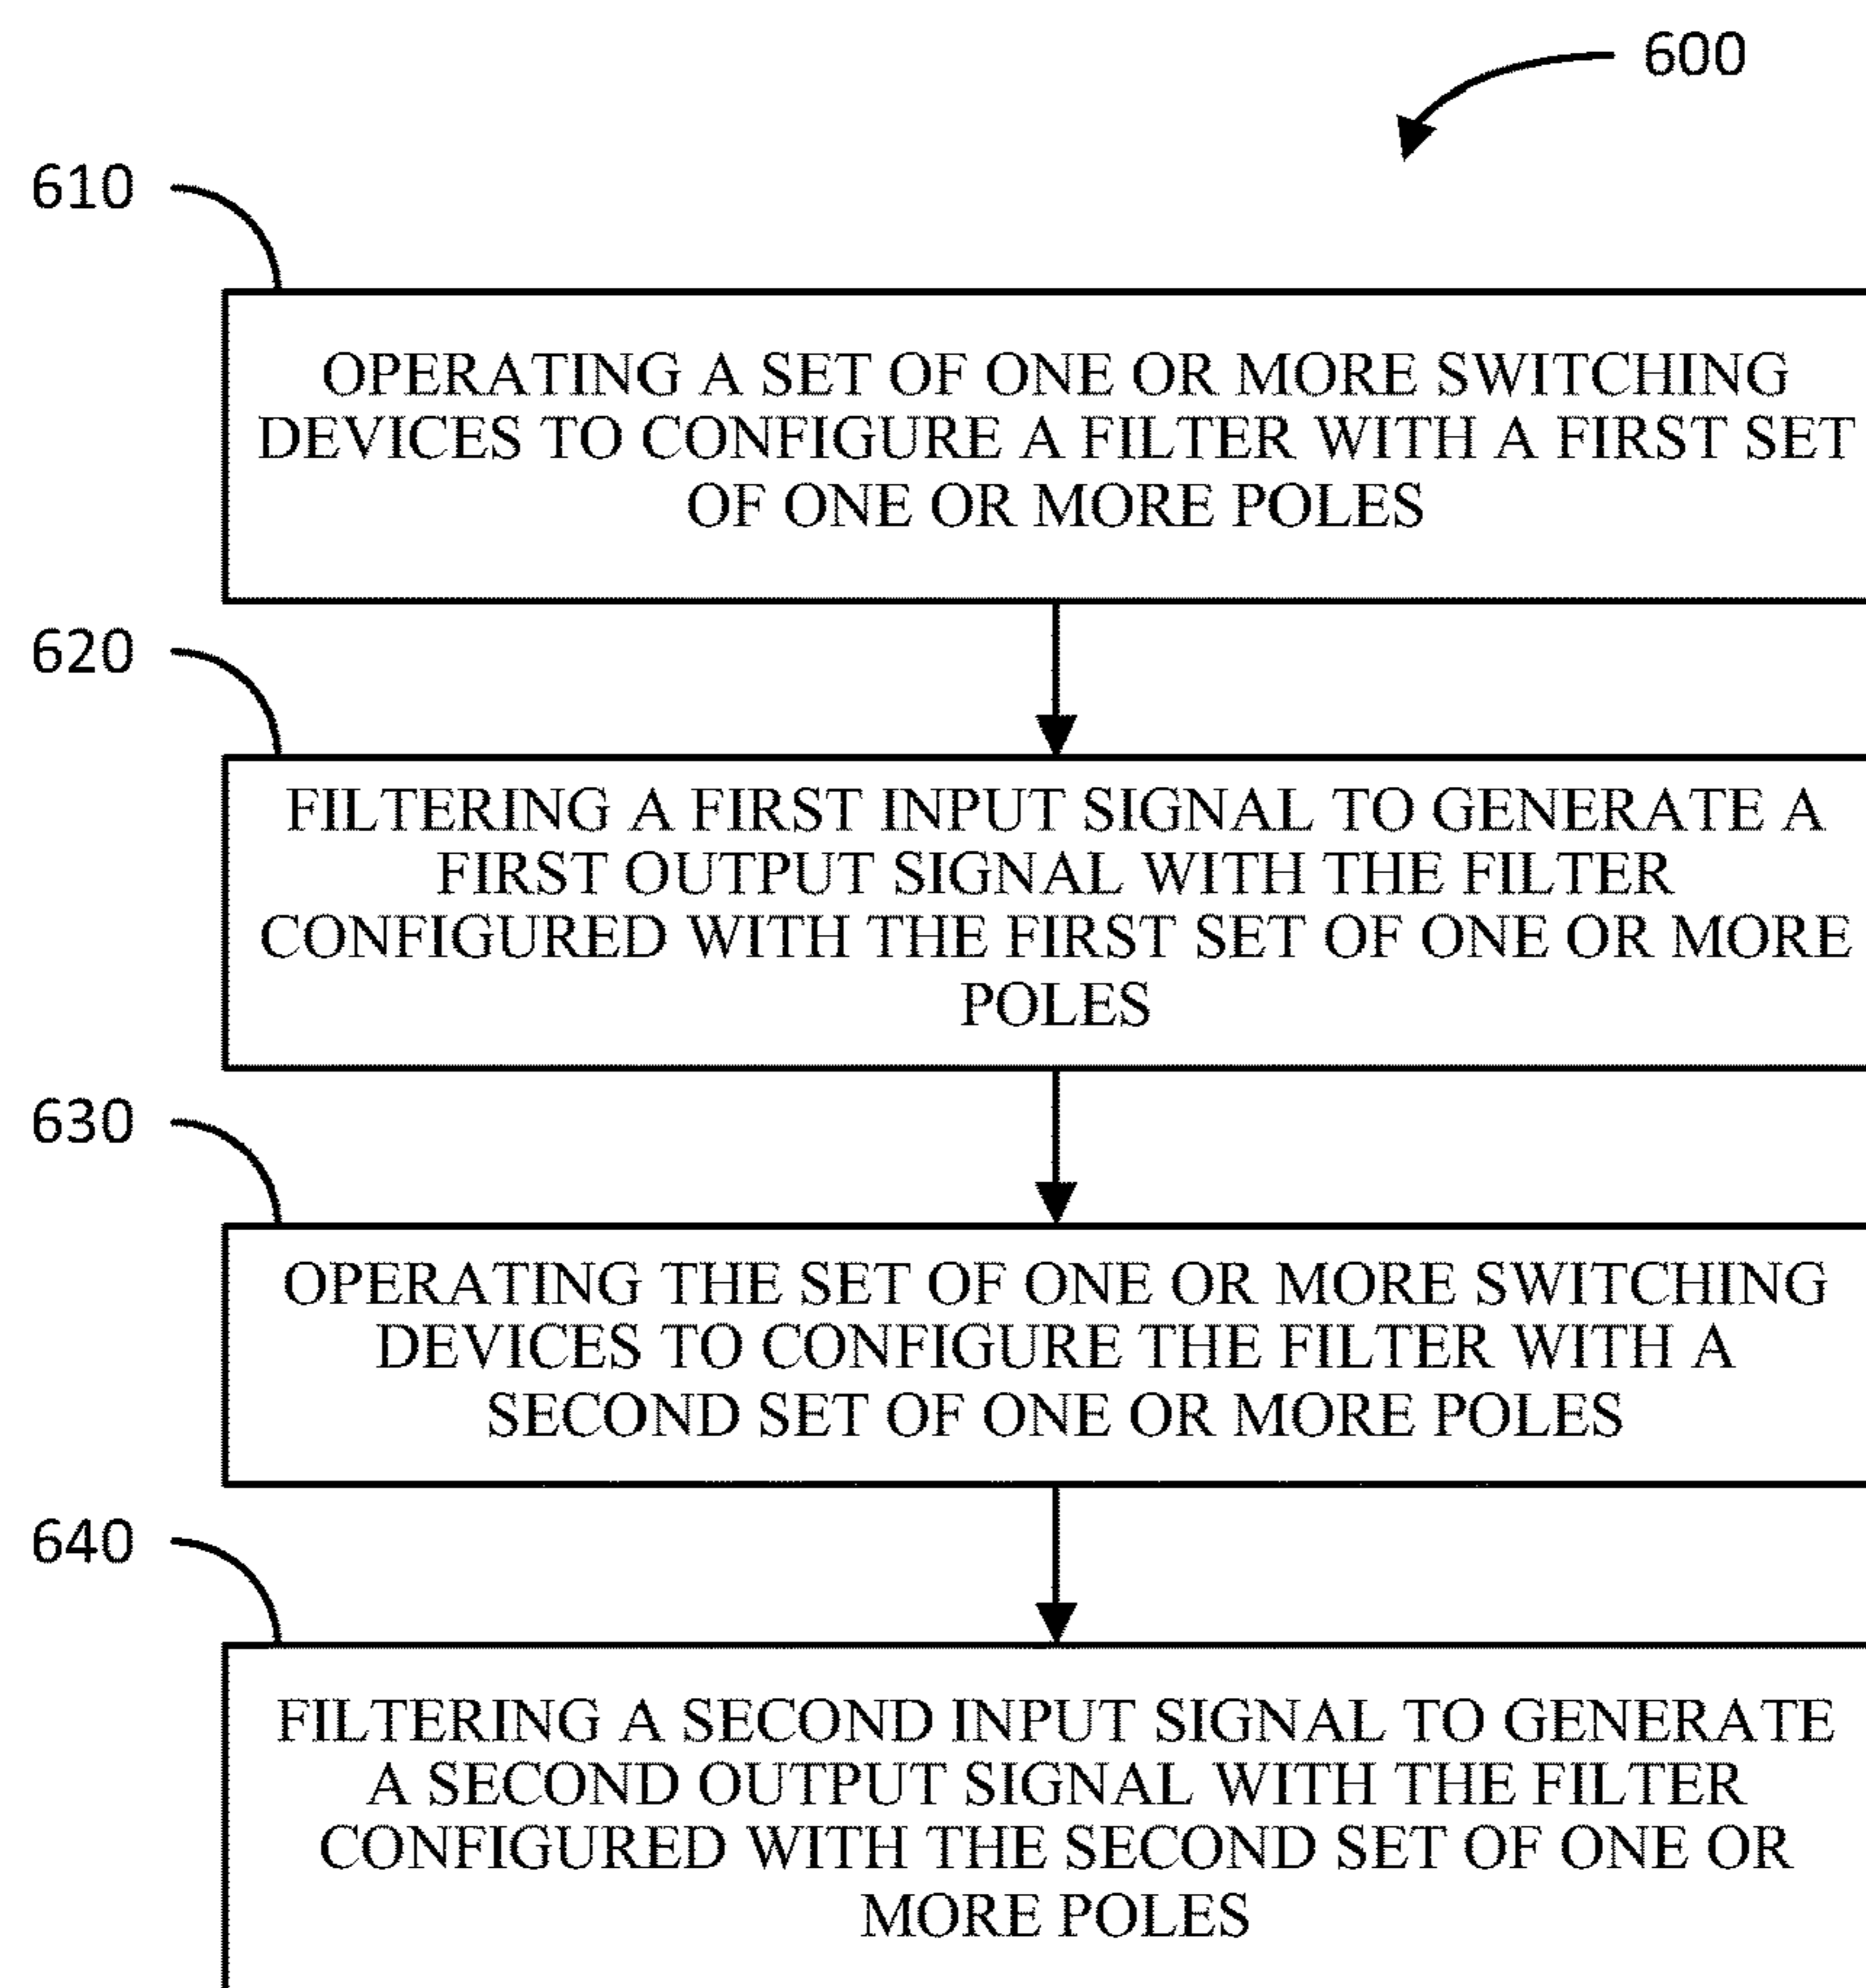 600
610
OPERATING A SET OF ONE OR MORE SWITCHING
DEVICES TO CONFIGURE A FILTER WITH A FIRST SET
OF ONE OR MORE POLES
620
FILTERING A FIRST INPUT SIGNAL TO GENERATE A
FIRST OUTPUT SIGNAL WITH THE FILTER
CONFIGURED WITH THE FIRST SET OF ONE OR MORE
POLES
630
OPERATING THE SET OF ONE OR MORE SWITCHING
DEVICES TO CONFIGURE THE FILTER WITH A
SECOND SET OF ONE OR MORE POLES
640
FILTERING A SECOND INPUT SIGNAL TO GENERATE
A SECOND OUTPUT SIGNAL WITH THE FILTER
CONFIGURED WITH THE SECOND SET OF ONE OR
MORE POLES